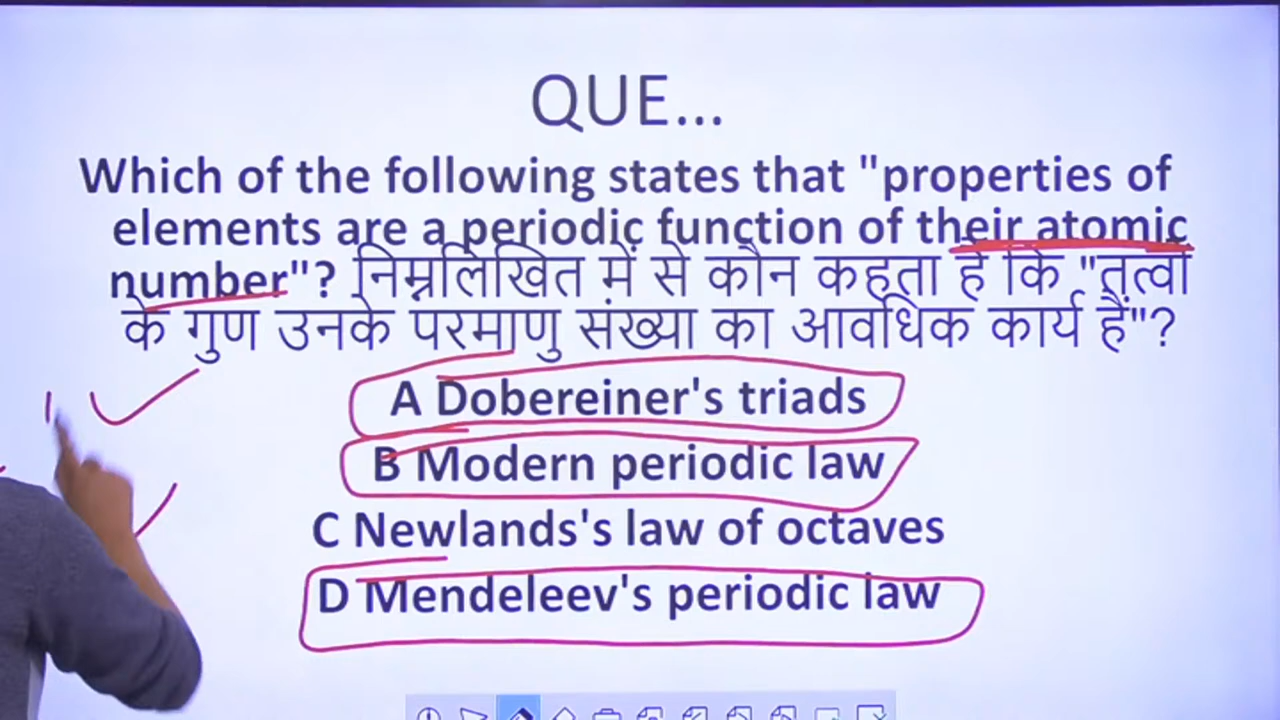 QUE...
Which of the following states that "properties of
elements are a periodic function of their atomic
number"? निम्नलिखित में से कौन कहता है कि "तत्वों
के गुण उनके परमाणु संख्या का आवधिक कार्य हैं"?
A Dobereiner's triads
B Modern periodic law
C Newlands's law of octaves
D Mendeleev's periodic law